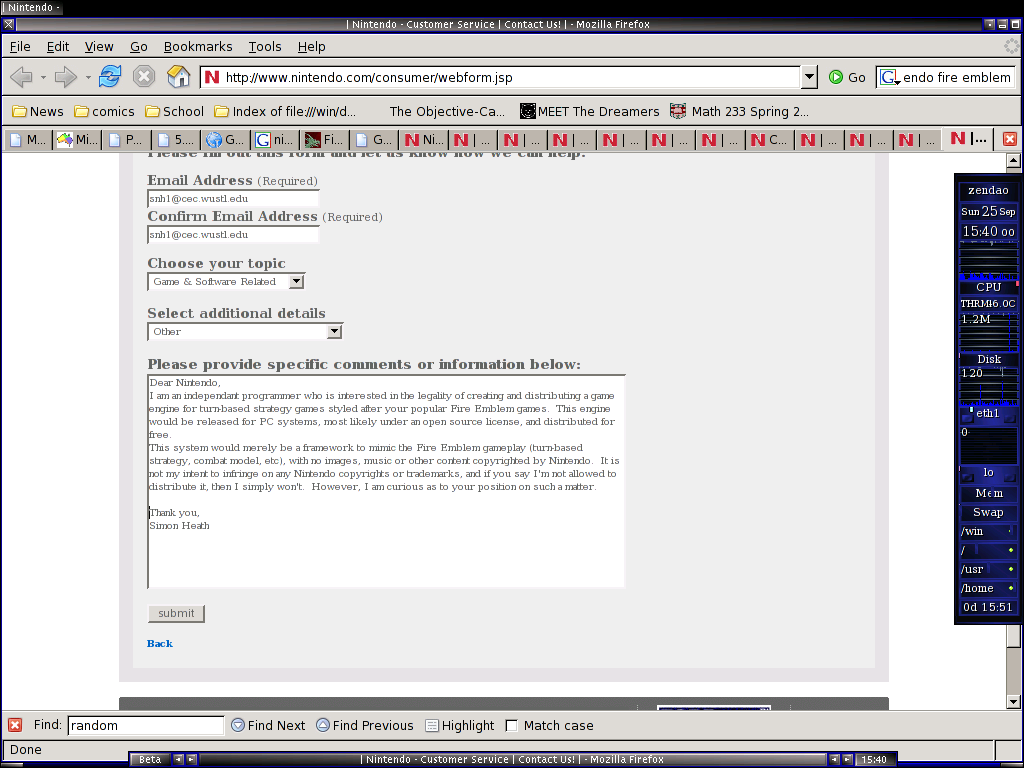 | Nintendo -
| Nintendo - Customer Service | Contact Us! | - Mozilla Firefox
File Edit View Go Bookmarks Tools Help
http://www.nintendo.com/consumer/webform.jsp Go endo fire emblem
News comics School Index of file:///win/d... The Objective-Ca... MEET The Dreamers Math 233 Spring 2...
M... Mi... P... 5.... G... ni... Fi... G... Ni... | ... | ... | ... | ... | ... | ... C... | ... | ... | ... |...
Email Address (Required)
snh1@cec.wustl.edu
Confirm Email Address (Required)
snh1@cec.wustl.edu
Choose your topic
Game & Software Related
Select additional details
Other
Please provide specific comments or information below:
Dear Nintendo,
I am an independant programmer who is interested in the legality of creating and distributing a game
engine for turn-based strategy games styled after your popular Fire Emblem games. This engine
would be released for PC systems, most likely under an open source license, and distributed for
free.
This system would merely be a framework to mimic the Fire Emblem gameplay (turn-based
strategy, combat model, etc), with no images, music or other content copyrighted by Nintendo. It is
not my intent to infringe on any Nintendo copyrights or trademarks, and if you say I'm not allowed to
distribute it, then I simply won't. However, I am curious as to your position on such a matter.
Thank you,
Simon Heath
submit
Back
zendao
Sun 25 Sep
15:40 00
CPU
THRM46.0C
1.2M
Disk
120
eth1
0
lo
Mem
Swap
/win
/
/usr
/home
0d 15:51
Find: random Find Next Find Previous Highlight Match case
Done
Beta | Nintendo - Customer Service | Contact Us! | - Mozilla Firefox 15:40